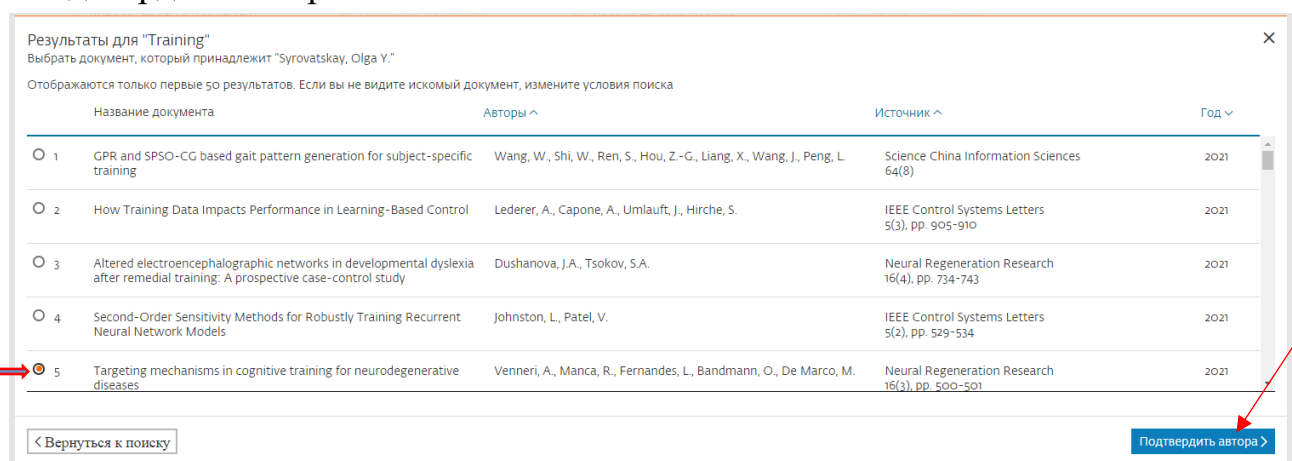 Результаты для "Training"
Выбрать документ, который принадлежит "Syrovatskay, Olga Y."
Отображаются только первые 50 результатов. Если вы не видите искомый документ, измените условия поиска
Название документа Авторы Источник Год
1 GPR and SPSO-CG based gait pattern generation for subject-specific Wang, W., Shi, W., Ren, S., Hou, Z.-G., Liang, X., Wang, J., Peng, L. Science China Information Sciences 2021
training 64(8)
2 How Training Data Impacts Performance in Learning-Based Control Lederer, A., Capone, A., Umlauft, J., Hirche, S. IEEE Control Systems Letters 2021
5(3), pp. 905-910
3 Altered electroencephalographic networks in developmental dyslexia Dushanova, J.A., Tsokov, S.A. Neural Regeneration Research 2021
after remedial training: A prospective case-control study 16(4), pp. 734-743
4 Second-Order Sensitivity Methods for Robustly Training Recurrent Johnston, L., Patel, V. IEEE Control Systems Letters 2021
Neural Network Models 5(2), pp. 529-534
5 Targeting mechanisms in cognitive training for neurodegenerative Venneri, A., Manca, R., Fernandes, L., Bandmann, O., De Marco, M. Neural Regeneration Research 2021
diseases 16(3), pp. 500-501
Вернуться к поиску Подтвердить автора